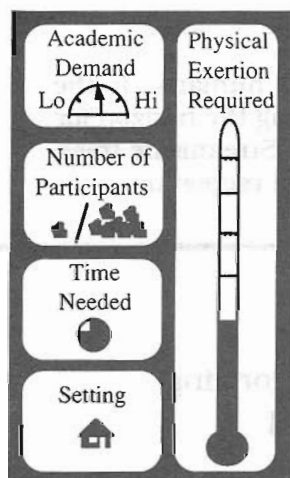 Academic
Demand
Lo Hi
Number of
Participants
Time
Needed
Setting
Physical
Exertion
Required